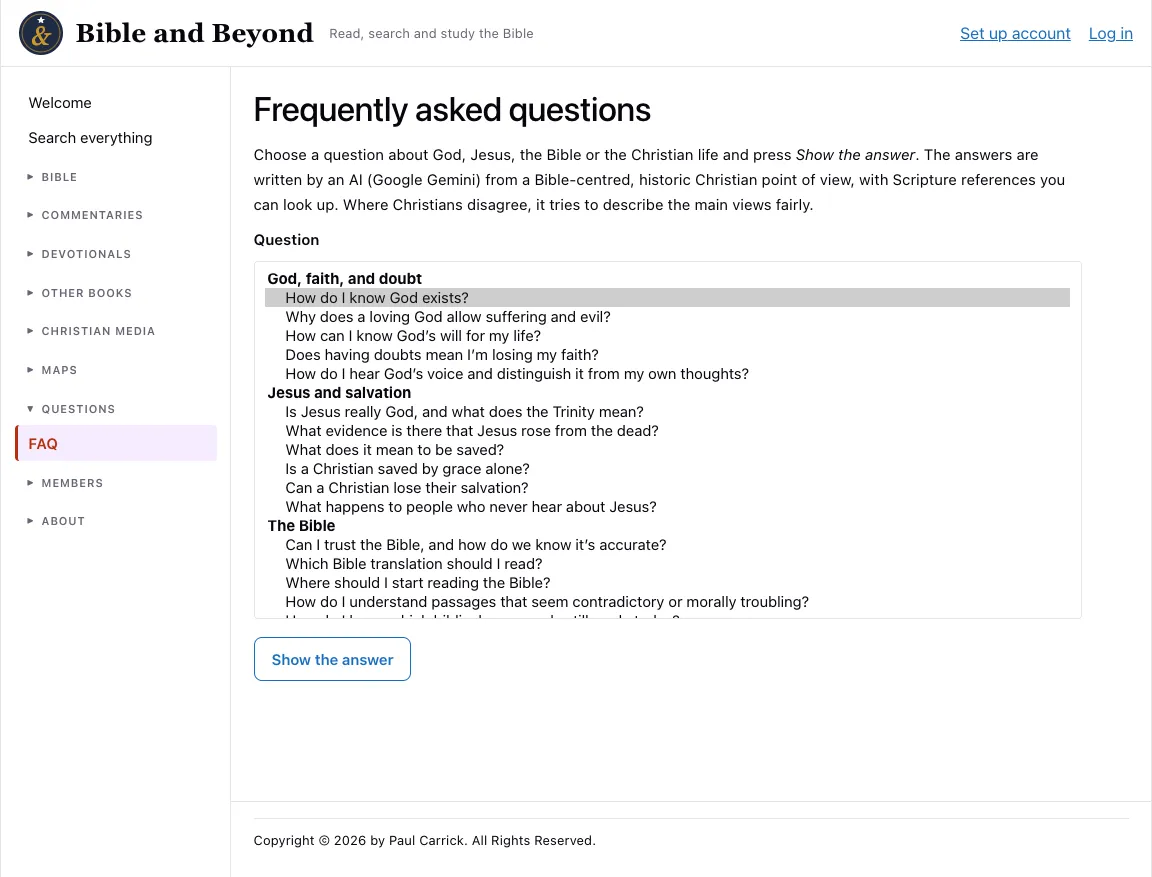 &
Bible and Beyond
Read, search and study the Bible
Set up account
Log in
Welcome
Search everything
BIBLE
COMMENTARIES
DEVOTIONALS
OTHER BOOKS
CHRISTIAN MEDIA
MAPS
QUESTIONS
FAQ
MEMBERS
ABOUT
Frequently asked questions
Choose a question about God, Jesus, the Bible or the Christian life and press Show the answer. The answers are
written by an AI (Google Gemini) from a Bible-centred, historic Christian point of view, with Scripture references you
can look up. Where Christians disagree, it tries to describe the main views fairly.
Question
God, faith, and doubt
How do I know God exists?
Why does a loving God allow suffering and evil?
How can I know God’s will for my life?
Does having doubts mean I’m losing my faith?
How do I hear God’s voice and distinguish it from my own thoughts?
Jesus and salvation
Is Jesus really God, and what does the Trinity mean?
What evidence is there that Jesus rose from the dead?
What does it mean to be saved?
Is a Christian saved by grace alone?
Can a Christian lose their salvation?
What happens to people who never hear about Jesus?
The Bible
Can I trust the Bible, and how do we know it’s accurate?
Which Bible translation should I read?
Where should I start reading the Bible?
How do I understand passages that seem contradictory or morally troubling?
Show the answer
Copyright © 2026 by Paul Carrick. All Rights Reserved.